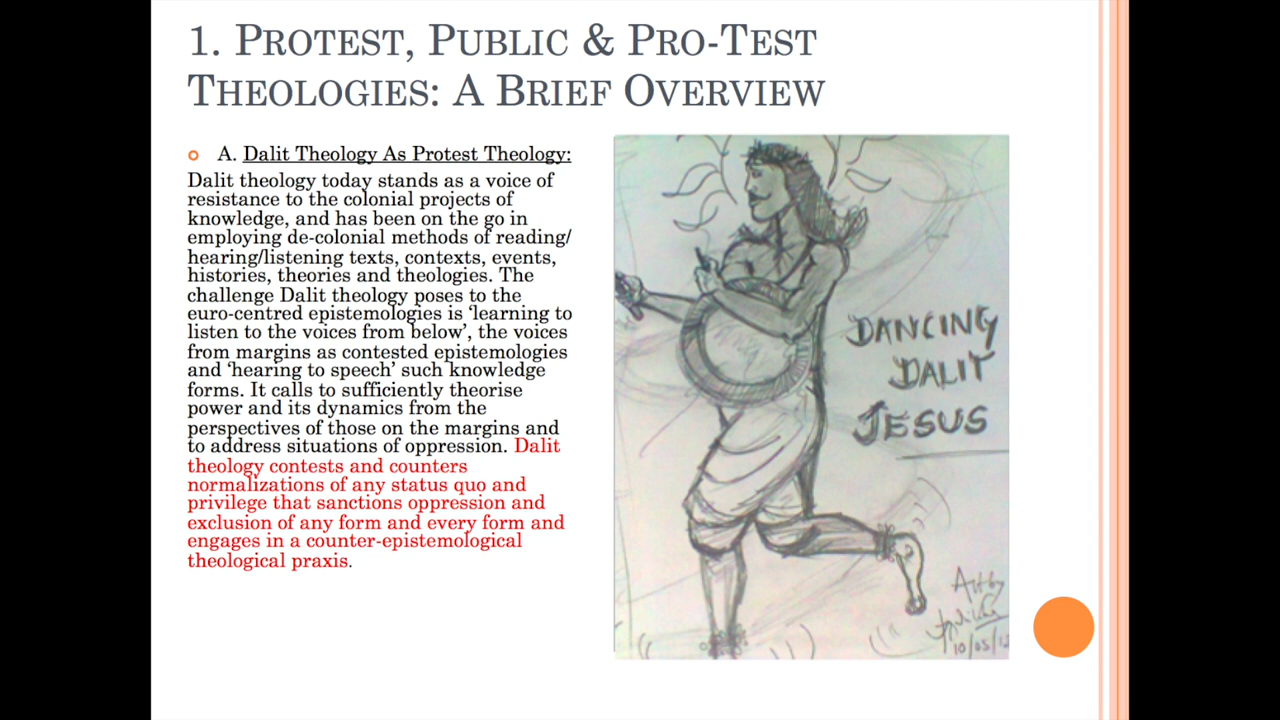 1. PROTEST, PUBLIC & PRO-TEST
THEOLOGIES: A BRIEF OVERVIEW
A. Dalit Theology As Protest Theology:
Dalit theology today stands as a voice of
resistance to the colonial projects of
knowledge, and has been on the go in
employing de-colonial methods of reading/
hearing/listening texts, contexts, events,
histories, theories and theologies. The
challenge Dalit theology poses to the
euro-centred epistemologies is ‘learning to
listen to the voices from below’, the voices
from margins as contested epistemologies
and ‘hearing to speech’ such knowledge
forms. It calls to sufficiently theorise
power and its dynamics from the
perspectives of those on the margins and
to address situations of oppression. Dalit
theology contests and counters
normalizations of any status quo and
privilege that sanctions oppression and
exclusion of any form and every form and
engages in a counter-epistemological
theological praxis.
DANCING
DALIT
JESUS
Art by